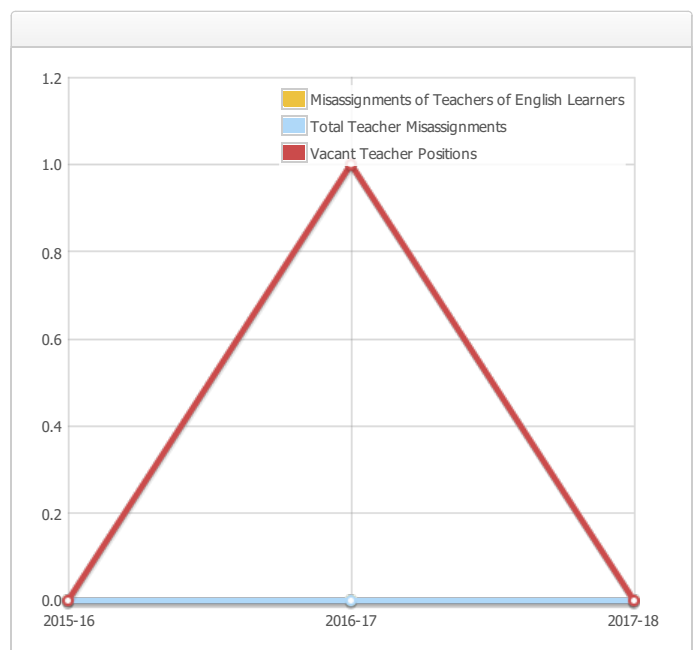 1.2
Misassignments of Teachers of English Learners
Total Teacher Misassignments
Vacant Teacher Positions
1.0
0.8
0.6
0.4
0.2
0.0
2015-16 2016-17 2017-18